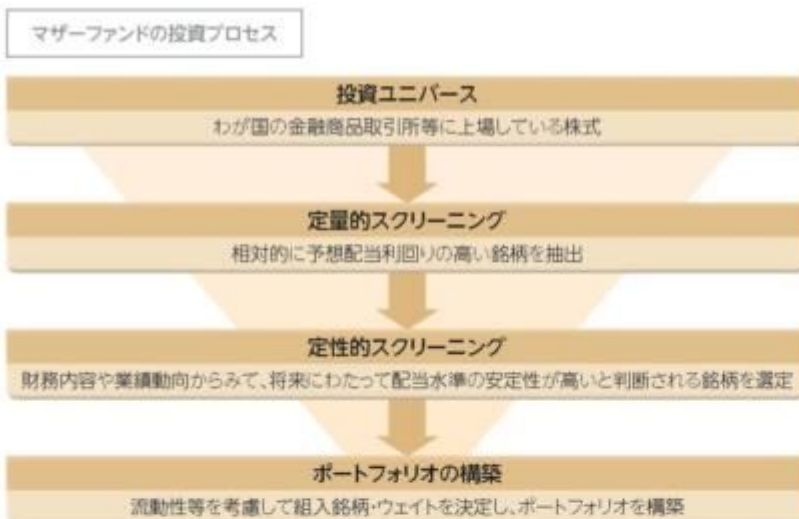 マザーファンドの投資プロセス
投資ユニバース
わが国の金融商品取引所等に上場している株式
定量的スクリーニング
相対的に予想配当利回りの高い銘柄を抽出
定性的スクリーニング
財務内容や業績動向からみて、将来にわたって配当水準の安定性が高いと判断される銘柄を選定
ポートフォリオの構築
流動性等を考慮して組入銘柄・ウェイトを決定し、ポートフォリオを構築